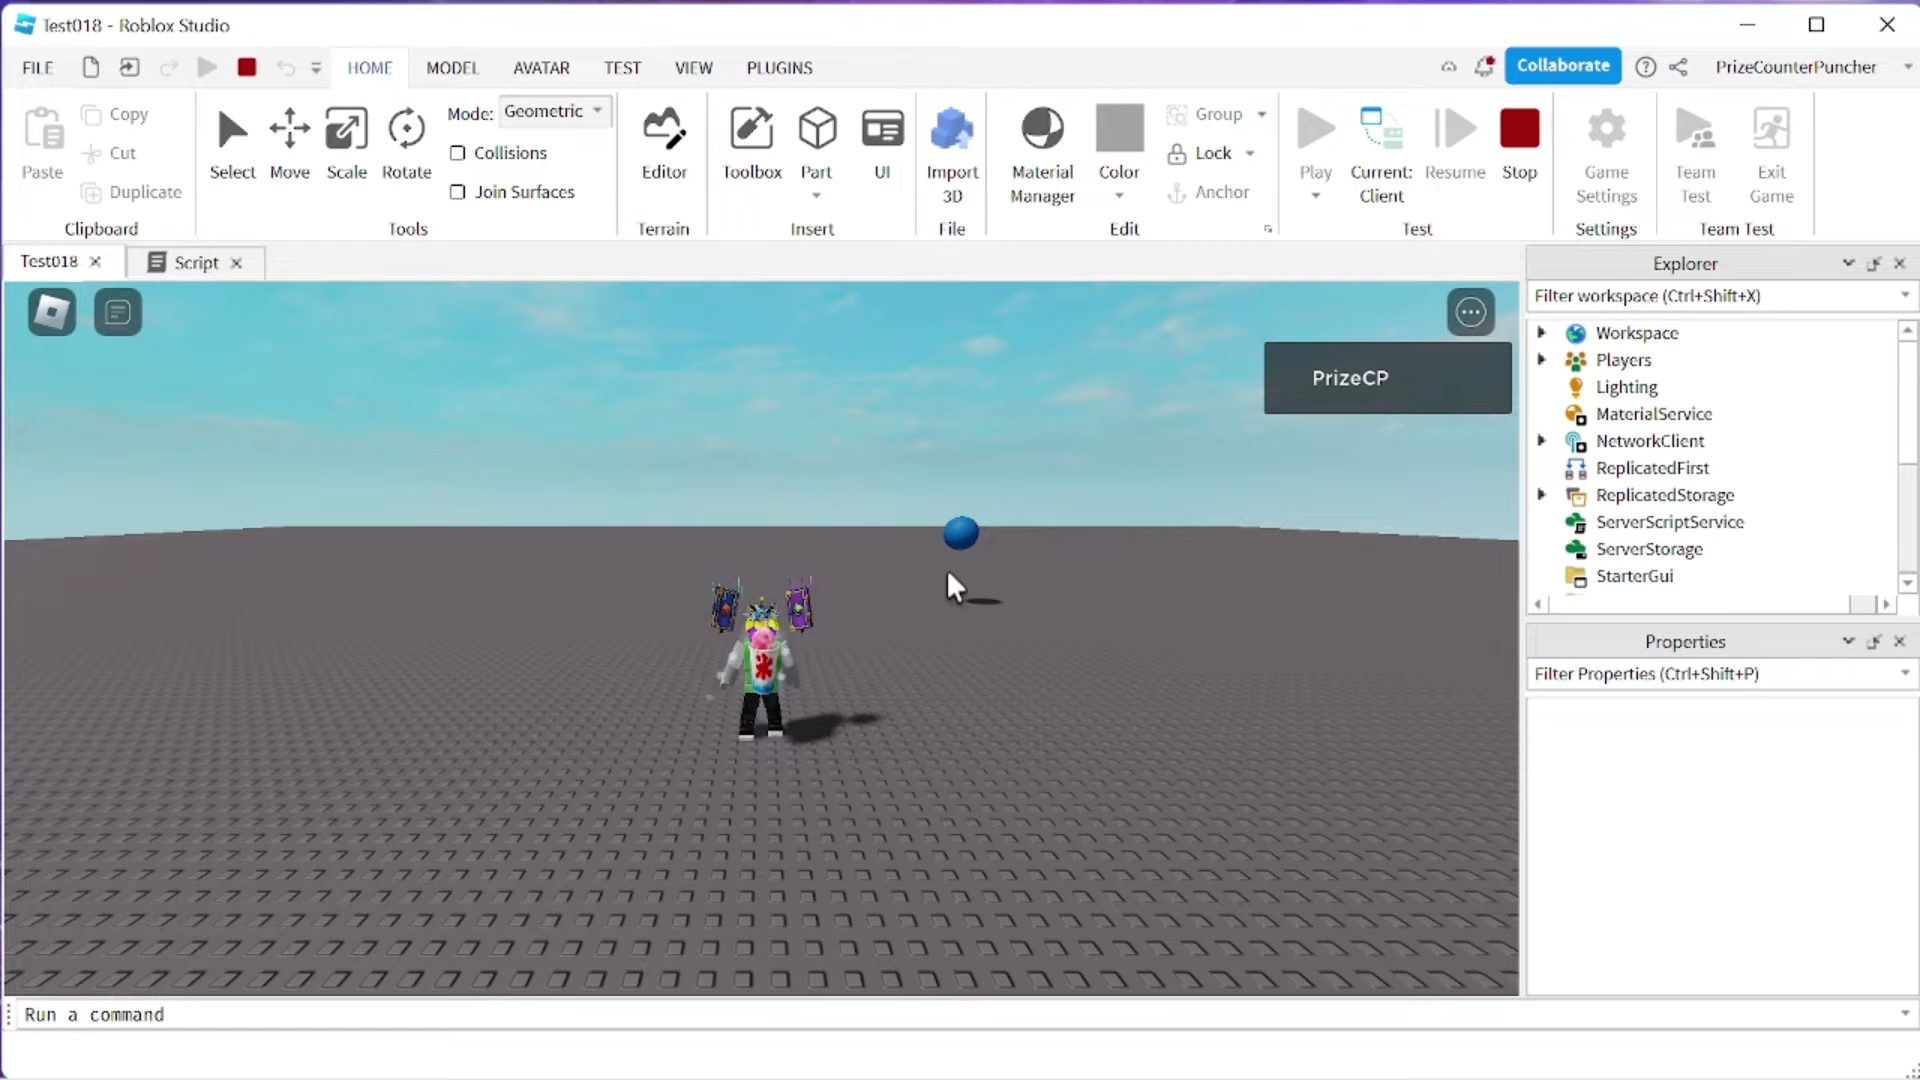 Test018 - Roblox Studio
FILE HOME MODEL AVATAR TEST VIEW PLUGINS Collaborate PrizeCounterPuncher
Paste
Copy
Cut
Duplicate
Clipboard
Select Move Scale Rotate
Mode: Geometric
Collisions
Join Surfaces
Tools
Editor
Terrain
Toolbox Part UI
Insert
Import
3D
File
Material
Manager
Color
Group
Lock
Anchor
Edit
Play
Current:
Client
Resume Stop
Test
Game
Settings
Settings
Team
Test
Exit
Game
Team Test
Test018 Script
PrizeCP
Explorer
Filter workspace (Ctrl+Shift+X)
Workspace
Players
Lighting
MaterialService
NetworkClient
ReplicatedFirst
ReplicatedStorage
ServerScriptService
ServerStorage
StarterGui
Properties
Filter Properties (Ctrl+Shift+P)
Run a command